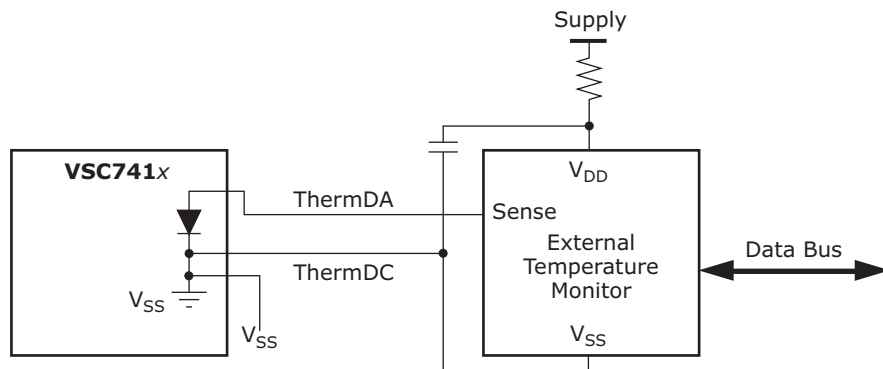 Supply
VSC741x
VDD
ThermDA
Sense
External
Temperature
Monitor
Data Bus
ThermDC
VSS
VSS
VSS